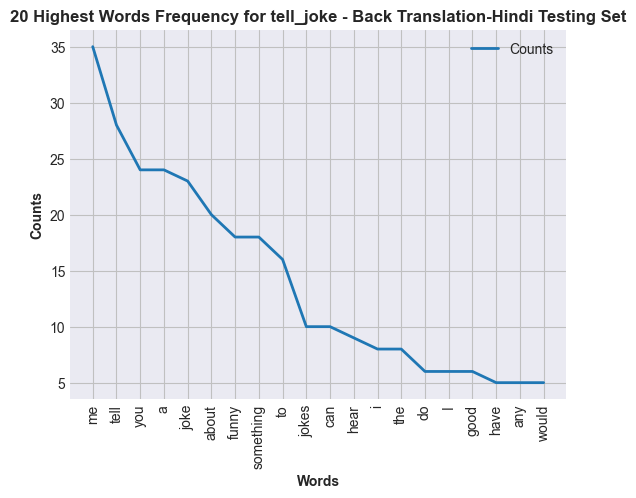 20 Highest Words Frequency for tell_joke - Back Translation-Hindi Testing Set
Counts
35
30
25
20
15
10
5
Counts
me
tell
you
a
joke
about
funny
something
to
jokes
can
hear
i
the
do
I
good
have
any
would
Words